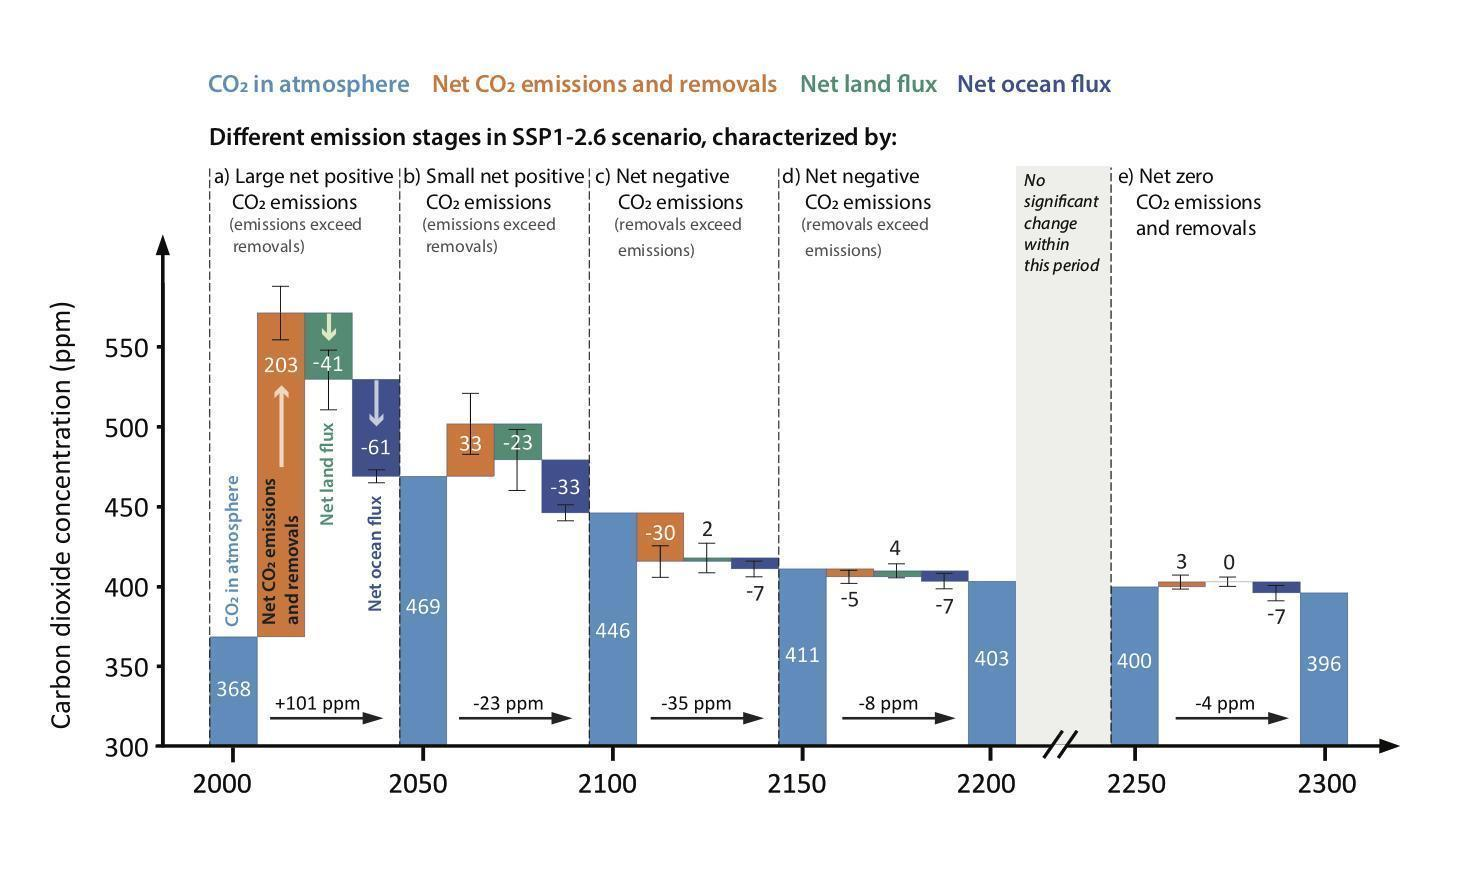 CO₂ in atmosphere Net CO₂ emissions and removals Net land flux Net ocean flux
Different emission stages in SSP1-2.6 scenario, characterized by:
a) Large net positive
CO₂ emissions
(emissions exceed
removals)
b) Small net positive
CO₂ emissions
(emissions exceed
removals)
c) Net negative
CO₂ emissions
(removals exceed
emissions)
d) Net negative
CO₂ emissions
(removals exceed
emissions)
No
significant
change
within
this period
e) Net zero
CO₂ emissions
and removals
Carbon dioxide concentration (ppm)
550
500
450
400
350
300
368
CO₂ in atmosphere
203
Net CO₂ emissions
and removals
-41
Net land flux
-61
Net ocean flux
+101 ppm
469
33
-23
-33
-23 ppm
446
-30
2
-7
-35 ppm
411
-5
4
-7
-8 ppm
403
400
3
0
-7
-4 ppm
396
2000 2050 2100 2150 2200 2250 2300